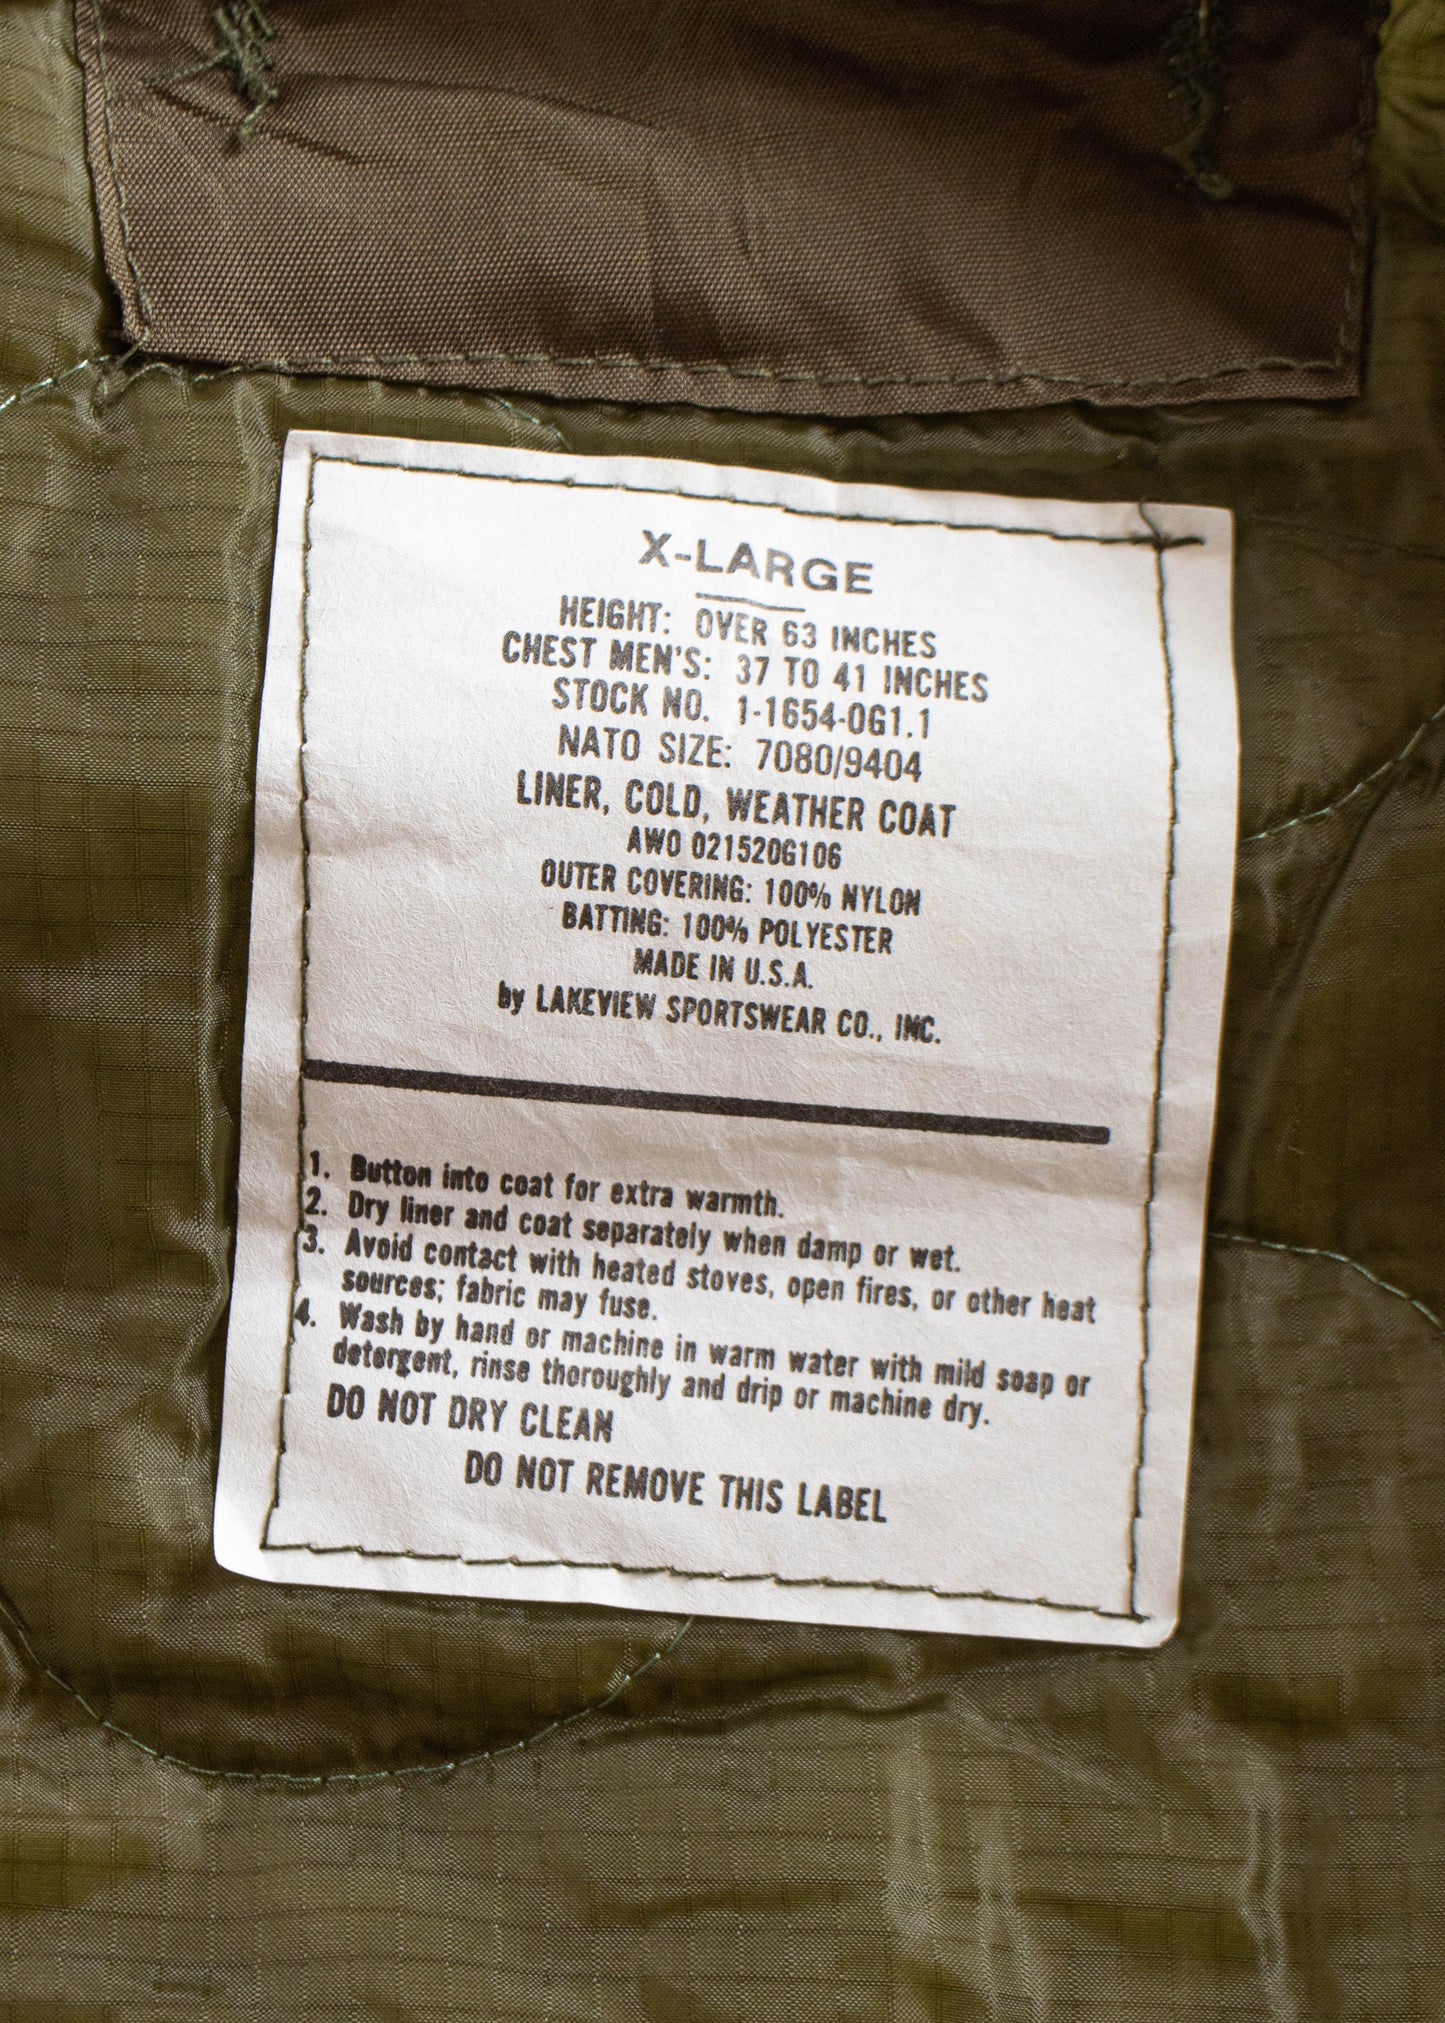 X-LARGE
HEIGHT: OVER 63 INCHES
CHEST MEN'S: 37 TO 41 INCHES
STOCK NO. 1-1654-0G1.1
NATO SIZE: 7080/9404
LINER, COLD, WEATHER COAT
AWO 021520G106
OUTER COVERING: 100% NYLON
BATTING: 100% POLYESTER
MADE IN U.S.A.
by LAKEVIEW SPORTSWEAR CO., INC.
1. Button into coat for extra warmth.
2. Dry liner and coat separately when damp or wet.
3. Avoid contact with heated stoves, open fires, or other heat
sources; fabric may fuse.
4. Wash by hand or machine in warm water with mild soap or
detergent, rinse thoroughly and drip or machine dry.
DO NOT DRY CLEAN
DO NOT REMOVE THIS LABEL